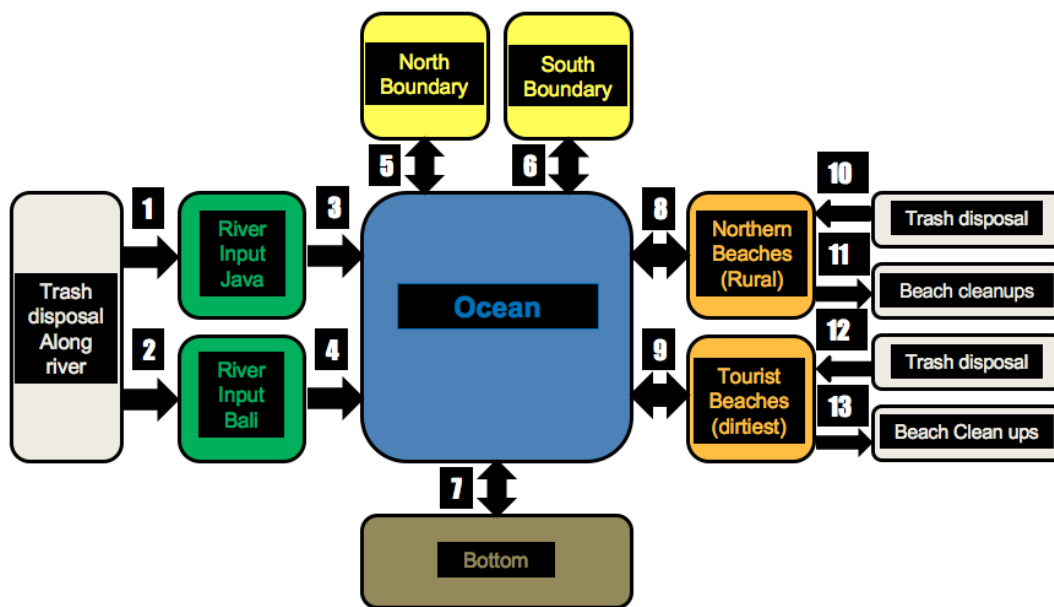 North
Boundary
South
Boundary
5
6
10
1
3
8
Trash disposal
River
Input
Java
Northern
Beaches
(Rural)
11
Trash
disposal
Along
river
Ocean
Beach cleanups
12
2
4
9
River
Input
Bali
Tourist
Beaches
(dirtiest)
Trash disposal
13
Beach Clean ups
7
Bottom